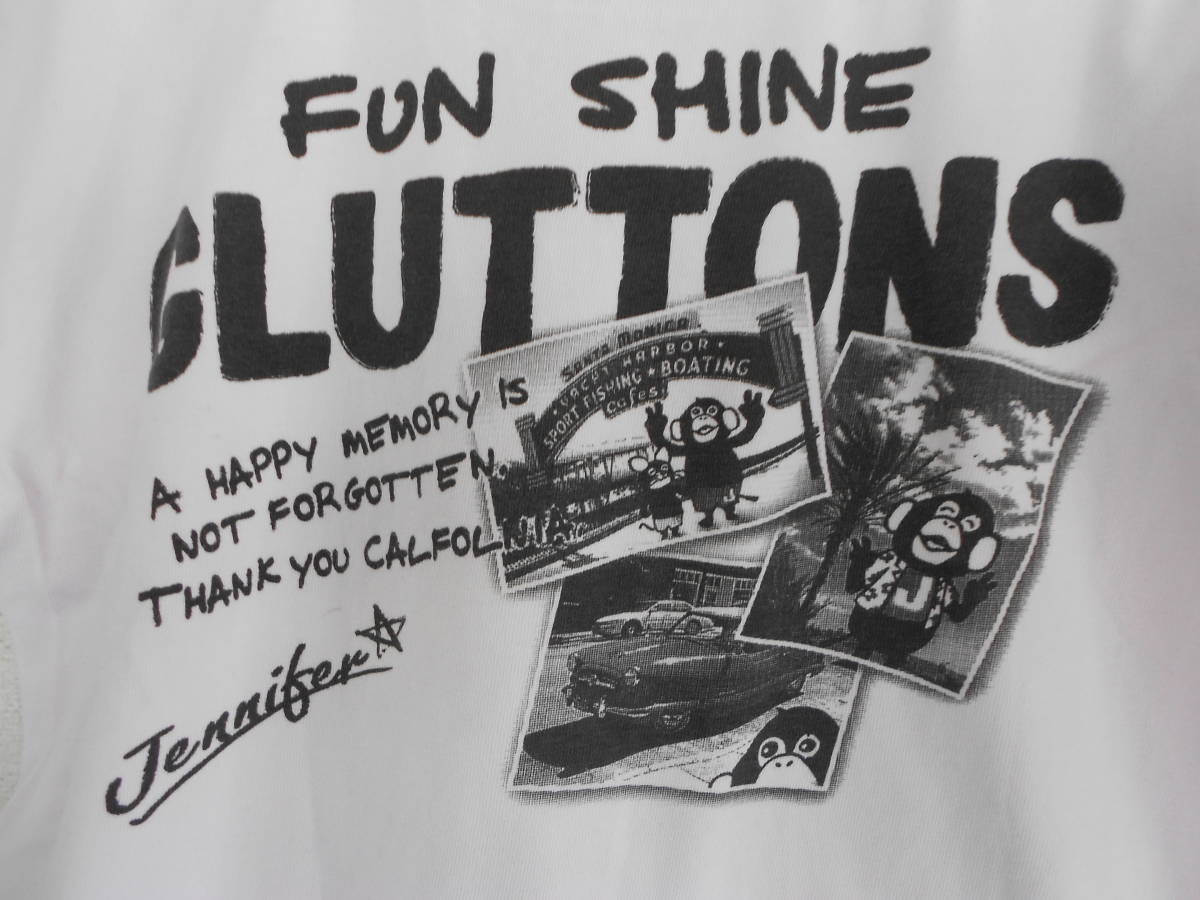 FUN SHINE
GLUTTONS
A HAPPY MEMORY IS
NOT FORGOTTEN.
THANK YOU CALFOLNIA.
Jennifer☆
SANTA MONICA
YACHT HARBOR
SPORT FISHING ★ BOATING
cafes
J